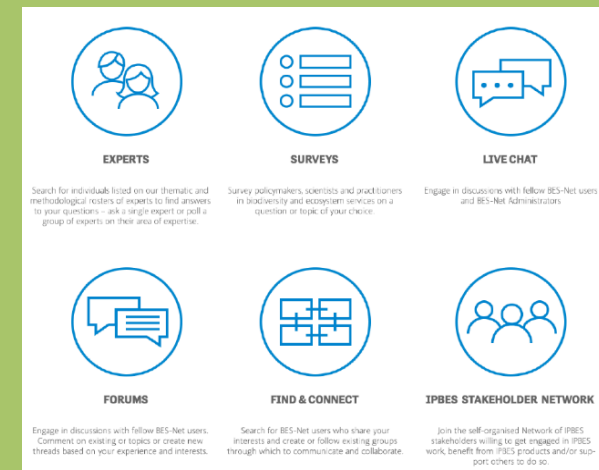 EXPERTS
Search for individuals listed on our thematic and
methodological rosters of experts to find answers
to your questions – ask a single expert or poll a
group of experts on their area of expertise.
SURVEYS
Survey policymakers, scientists and practitioners
in biodiversity and ecosystem services on a
question or topic of your choice.
LIVE CHAT
Engage in discussions with fellow BES-Net users
and BES-Net Administrators
FORUMS
Engage in discussions with fellow BES-Net users.
Comment on existing or topics or create new
threads based on your experience and interests.
FIND & CONNECT
Search for BES-Net users who share your
interests and create or follow existing groups
through which to communicate and collaborate.
IPBES STAKEHOLDER NETWORK
Join the self-organised Network of IPBES
stakeholders willing to get engaged in IPBES
work, benefit from IPBES products and/or sup-
port others to do so.